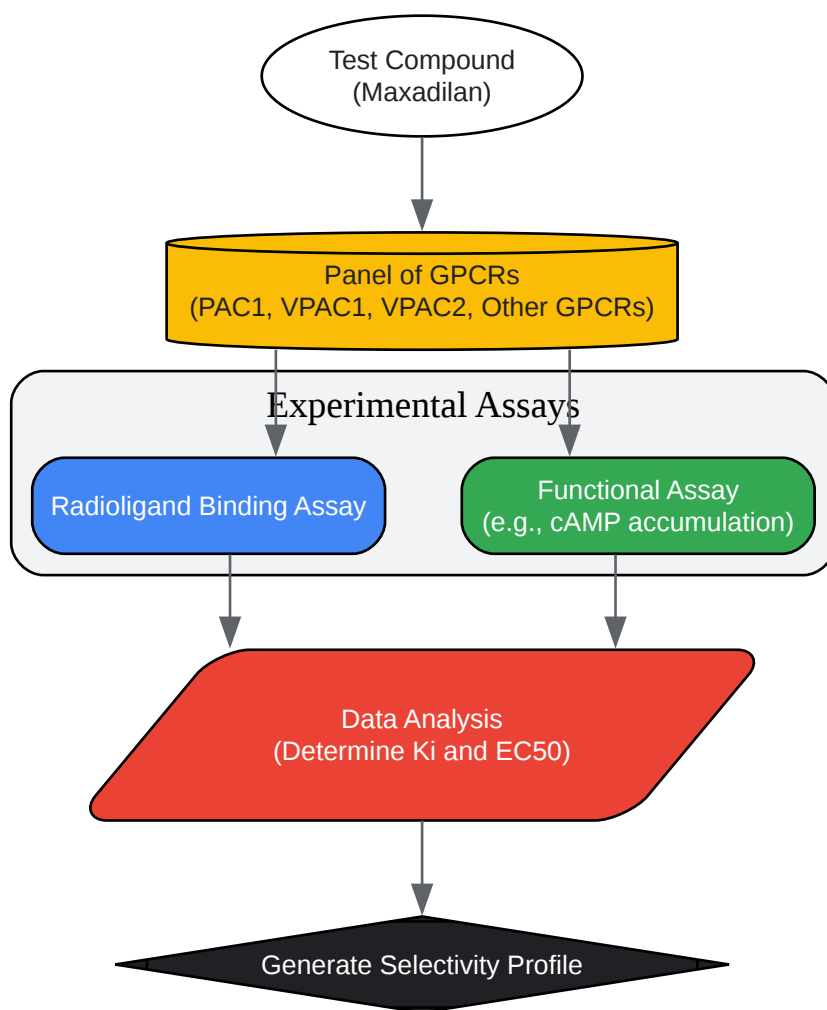 Test Compound
(Maxadilan)
Panel of GPCRs
(PAC1, VPAC1, VPAC2, Other GPCRs)
Experimental Assays
Radioligand Binding Assay
Functional Assay
(e.g., cAMP accumulation)
Data Analysis
(Determine Ki and EC50)
Generate Selectivity Profile